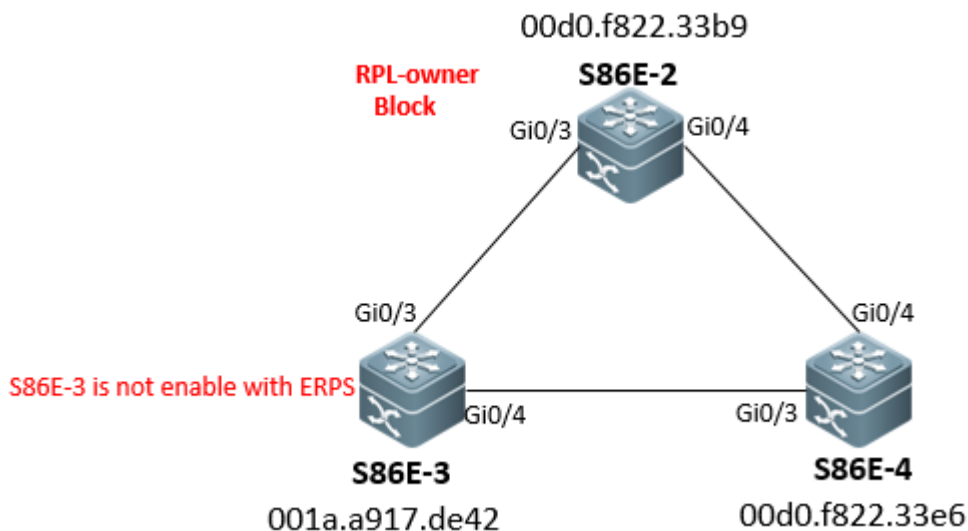 00d0.f822.33b9
RPL-owner
Block
S86E-2
Gi0/3
Gi0/4
Gi0/3
Gi0/4
S86E-3 is not enable with ERPS
Gi0/4
Gi0/3
S86E-3
S86E-4
001a.a917.de42
00d0.f822.33e6